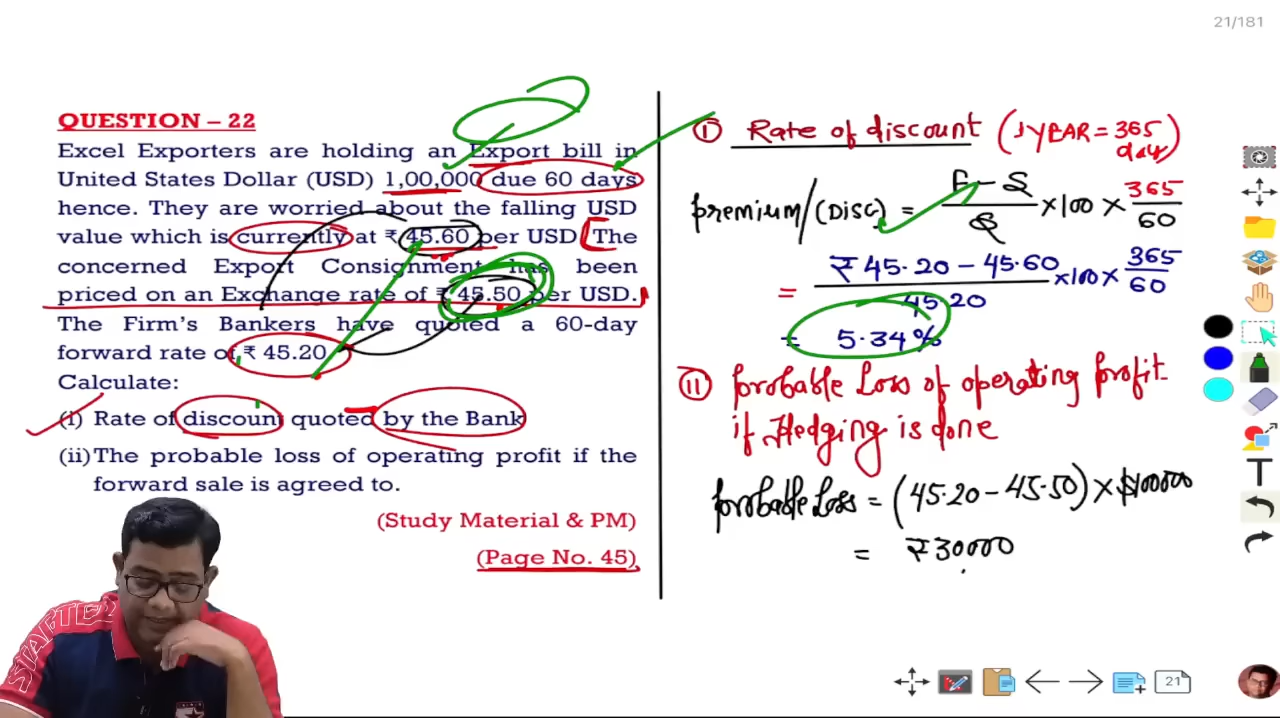 21/181
QUESTION – 22
Excel Exporters are holding an Export bill in
United States Dollar (USD) 1,00,000 due 60 days
hence. They are worried about the falling USD
value which is currently at ₹ 45.60 per USD. The
concerned Export Consignment has been
priced on an Exchange rate of ₹ 45.50 per USD.
The Firm's Bankers have quoted a 60-day
forward rate of ₹ 45.20
Calculate:
(i) Rate of discount quoted by the Bank
(ii) The probable loss of operating profit if the
forward sale is agreed to.
(Study Material & PM)
(Page No. 45)
① Rate of discount (1 YEAR = 365
day)
premium/(Disc) = F – S / S × 100 × 365 / 60
= ₹ 45.20 – 45.60 / 45.20 × 100 × 365 / 60
= 5.34%
② Probable Loss of operating profit
if Hedging is done
probable Loss = (45.20 – 45.50) × $100000
= ₹ 30000
STARTE
T
21